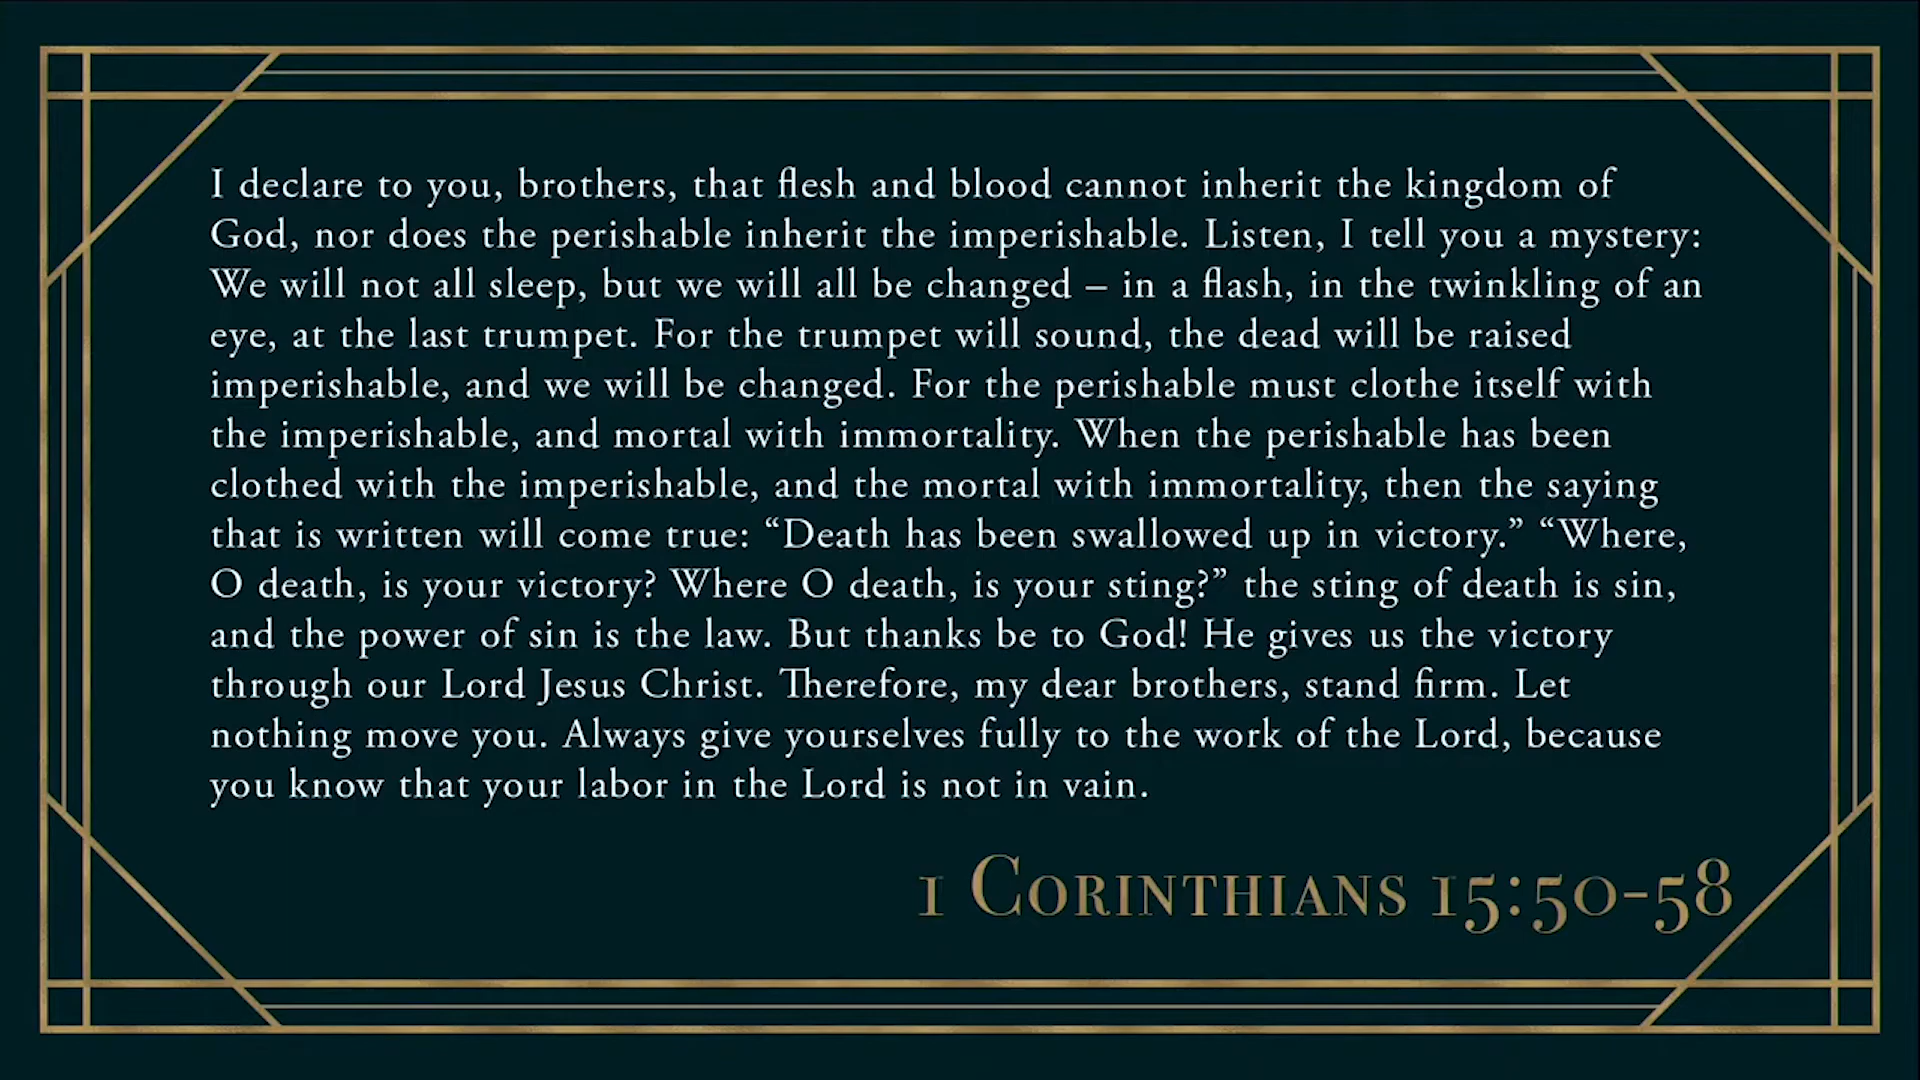 I declare to you, brothers, that flesh and blood cannot inherit the kingdom of
God, nor does the perishable inherit the imperishable. Listen, I tell you a mystery:
We will not all sleep, but we will all be changed – in a flash, in the twinkling of an
eye, at the last trumpet. For the trumpet will sound, the dead will be raised
imperishable, and we will be changed. For the perishable must clothe itself with
the imperishable, and mortal with immortality. When the perishable has been
clothed with the imperishable, and the mortal with immortality, then the saying
that is written will come true: “Death has been swallowed up in victory.” “Where,
O death, is your victory? Where O death, is your sting?” the sting of death is sin,
and the power of sin is the law. But thanks be to God! He gives us the victory
through our Lord Jesus Christ. Therefore, my dear brothers, stand firm. Let
nothing move you. Always give yourselves fully to the work of the Lord, because
you know that your labor in the Lord is not in vain.
1 Corinthians 15:50-58